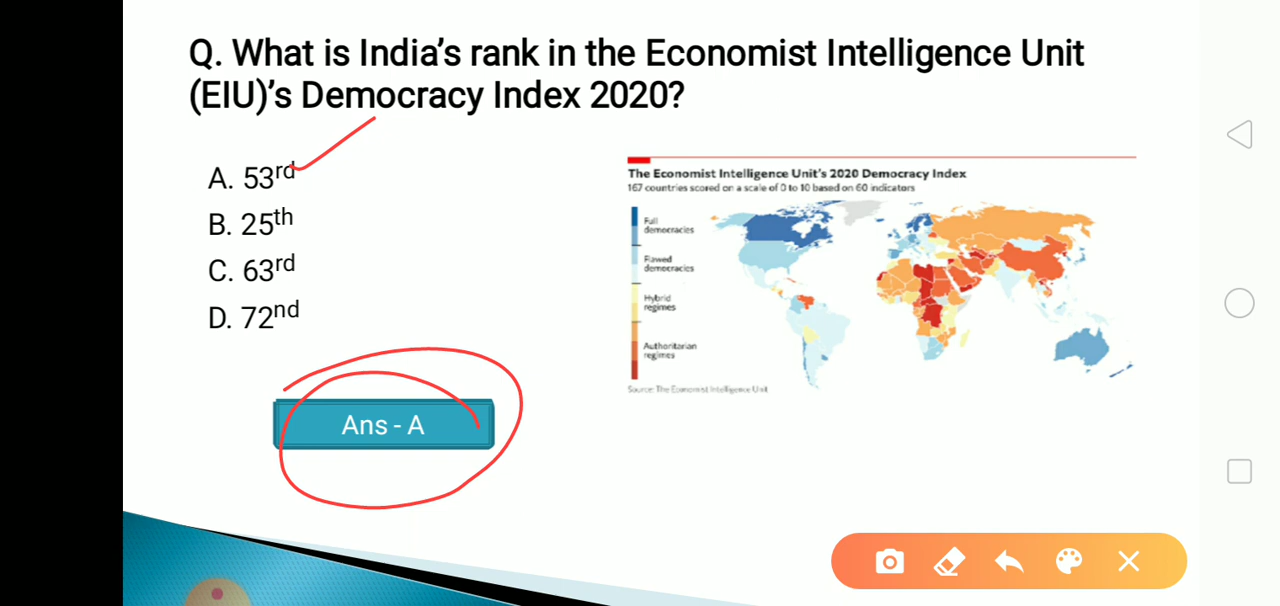 Q. What is India's rank in the Economist Intelligence Unit
(EIU)'s Democracy Index 2020?
A. 53rd
B. 25th
C. 63rd
D. 72nd
Ans - A
The Economist Intelligence Unit's 2020 Democracy Index
167 countries scored on a scale of 0 to 10 based on 60 indicators
Full
democracies
Flawed
democracies
Hybrid
regimes
Authoritarian
regimes
Source: The Economist Intelligence Unit